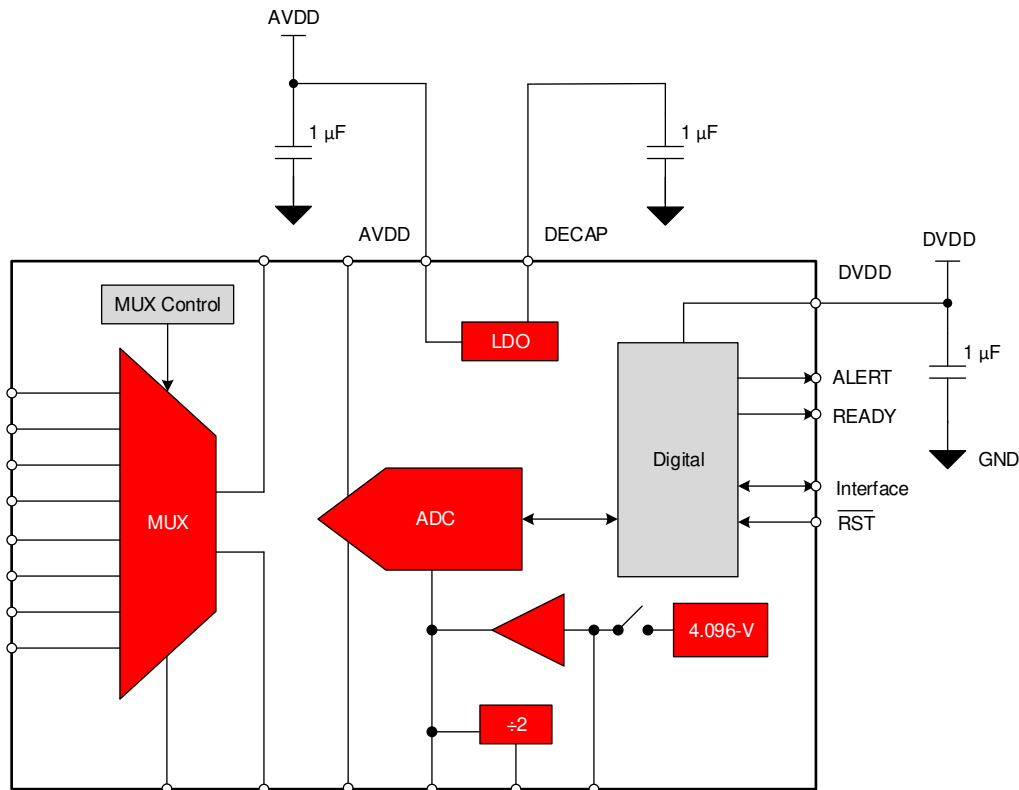 AVDD
1 µF
1 µF
AVDD
DECAP
DVDD
DVDD
MUX Control
LDO
1 µF
ALERT
READY
GND
Digital
Interface
MUX
ADC
RST
4.096-V
÷2